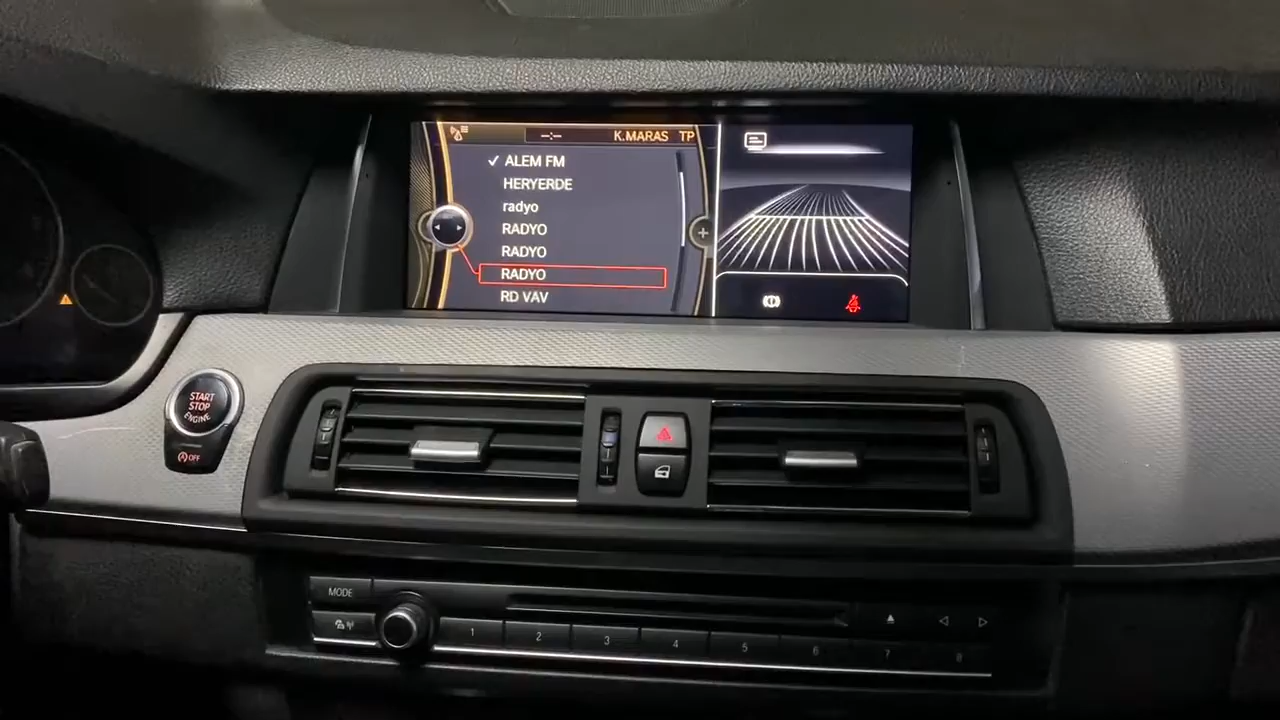 --:-- K.MARAS TP
✓ ALEM FM
HERYERDE
radyo
RADYO
RADYO
RADYO
RD VAV
START
STOP
ENGINE
OFF
MODE
1 2 3 4 5 6 7 8